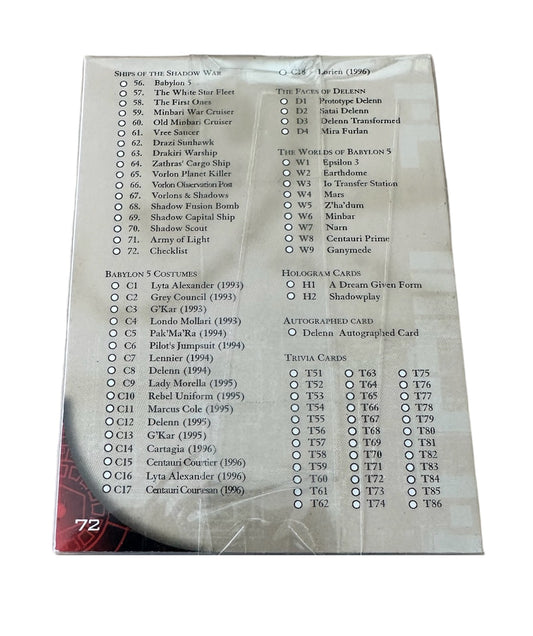 Ships of the Shadow War
56. Babylon 5
57. The White Star Fleet
58. The First Ones
59. Minbari War Cruiser
60. Old Minbari Cruiser
61. Vree Saucer
62. Drazi Sunhawk
63. Drakiri Warship
64. Zathras' Cargo Ship
65. Vorlon Planet Killer
66. Vorlon Observation Post
67. Vorlons & Shadows
68. Shadow Fusion Bomb
69. Shadow Capital Ship
70. Shadow Scout
71. Army of Light
72. Checklist
Babylon 5 Costumes
C1 Lyta Alexander (1993)
C2 Grey Council (1993)
C3 G'Kar (1993)
C4 Londo Mollari (1993)
C5 Pak'Ma'Ra (1994)
C6 Pilot's Jumpsuit (1994)
C7 Lennier (1994)
C8 Delenn (1994)
C9 Lady Morella (1995)
C10 Rebel Uniform (1995)
C11 Marcus Cole (1995)
C12 Delenn (1995)
C13 G'Kar (1995)
C14 Cartagia (1996)
C15 Centauri Courtier (1996)
C16 Lyta Alexander (1996)
C17 Centauri Courtesan (1996)
72
C18 Lorien (1996)
The Faces of Delenn
D1 Prototype Delenn
D2 Satai Delenn
D3 Delenn Transformed
D4 Mira Furlan
The Worlds of Babylon 5
W1 Epsilon 3
W2 Earthdome
W3 Io Transfer Station
W4 Mars
W5 Z'ha'dum
W6 Minbar
W7 Narn
W8 Centauri Prime
W9 Ganymede
Hologram Cards
H1 A Dream Given Form
H2 Shadowplay
Autographed card
Delenn Autographed Card
Trivia Cards
T51 T63 T75
T52 T64 T76
T53 T65 T77
T54 T66 T78
T55 T67 T79
T56 T68 T80
T57 T69 T81
T58 T70 T82
T59 T71 T83
T60 T72 T84
T61 T73 T85
T62 T74 T86